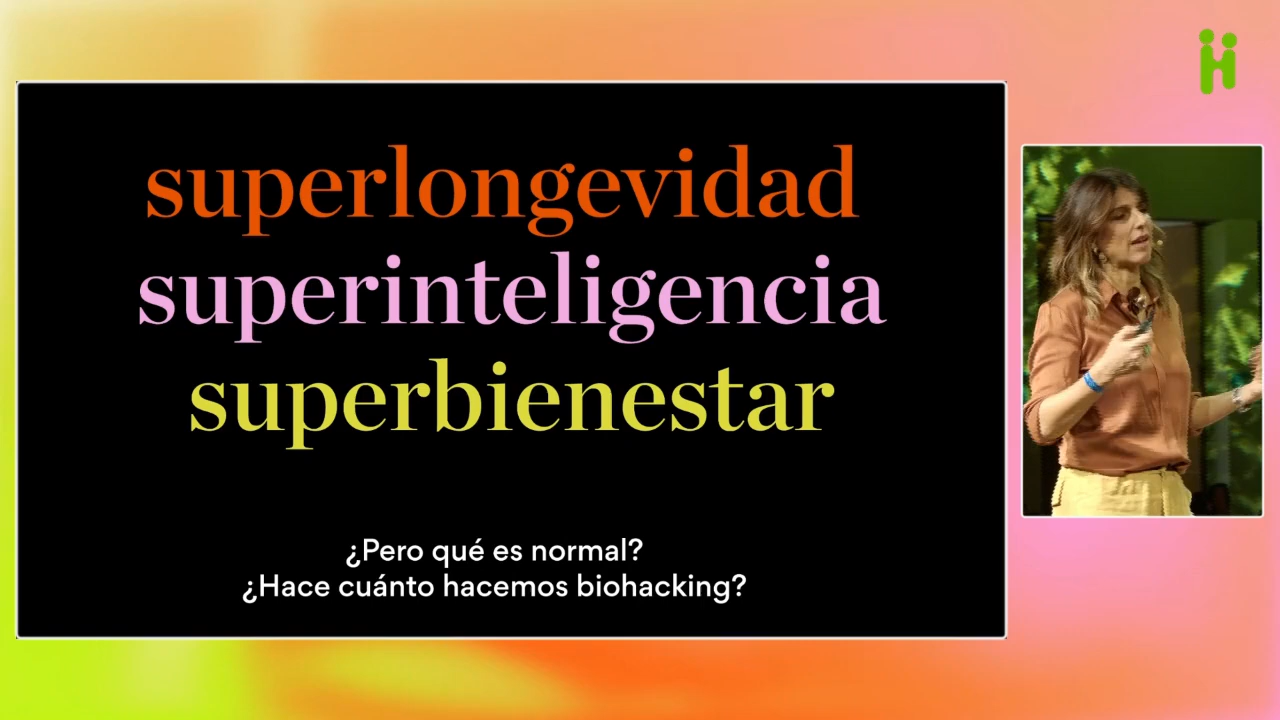 superlongevidad
superinteligencia
superbienestar
¿Pero qué es normal?
¿Hace cuánto hacemos biohacking?